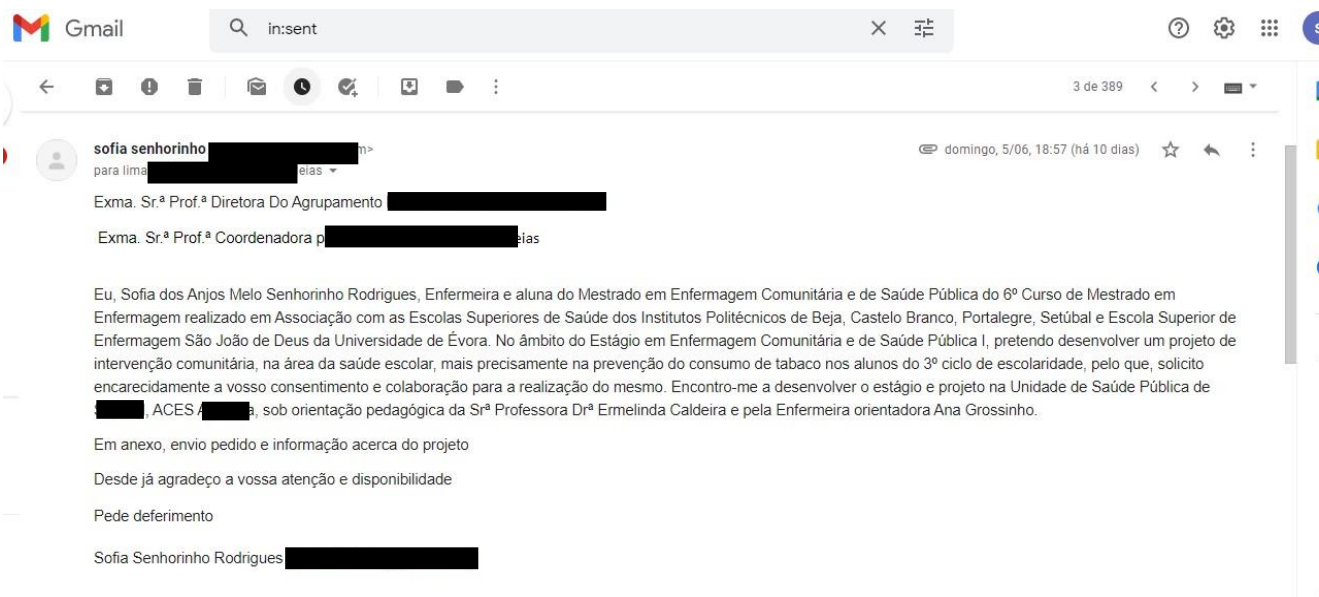 Gmail
in:sent
3 de 389
sofia senhorinho m>
domingo, 5/06, 18:57 (há 10 dias)
para lima eias
Exma. Sr.ª Prof.ª Diretora Do Agrupamento
Exma. Sr.ª Prof.ª Coordenadora p eias
Eu, Sofia dos Anjos Melo Senhorinho Rodrigues, Enfermeira e aluna do Mestrado em Enfermagem Comunitária e de Saúde Pública do 6º Curso de Mestrado em
Enfermagem realizado em Associação com as Escolas Superiores de Saúde dos Institutos Politécnicos de Beja, Castelo Branco, Portalegre, Setúbal e Escola Superior de
Enfermagem São João de Deus da Universidade de Évora. No âmbito do Estágio em Enfermagem Comunitária e de Saúde Pública I, pretendo desenvolver um projeto de
intervenção comunitária, na área da saúde escolar, mais precisamente na prevenção do consumo de tabaco nos alunos do 3º ciclo de escolaridade, pelo que, solicito
encarecidamente a vosso consentimento e colaboração para a realização do mesmo. Encontro-me a desenvolver o estágio e projeto na Unidade de Saúde Pública de
, ACES a, sob orientação pedagógica da Srª Professora Drª Ermelinda Caldeira e pela Enfermeira orientadora Ana Grossinho.
Em anexo, envio pedido e informação acerca do projeto
Desde já agradeço a vossa atenção e disponibilidade
Pede deferimento
Sofia Senhorinho Rodrigues